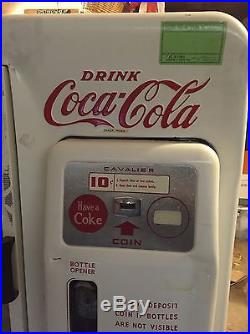 DRINK
Coca-Cola
TRADE MARK
CAVALIER
10¢
Have a
Coke
COIN
BOTTLE
OPENER
DEPOSIT
COIN IF BOTTLES
ARE NOT VISIBLE